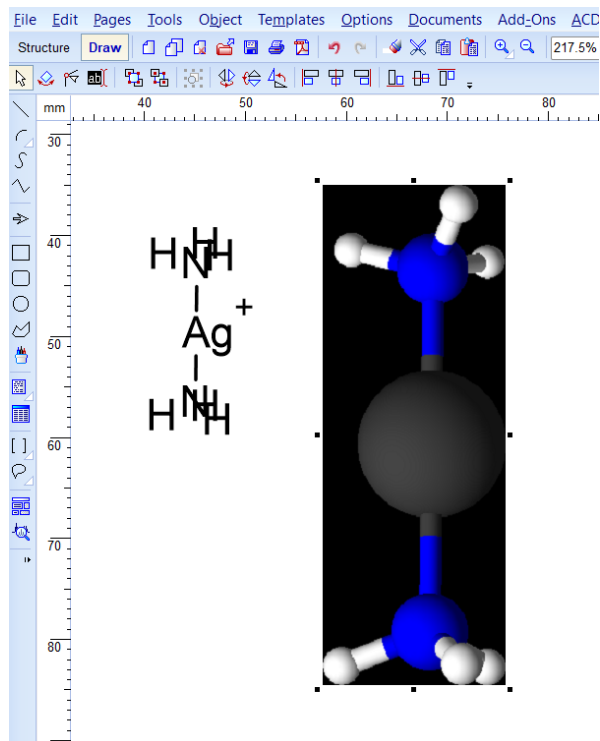 File Edit Pages Tools Object Templates Options Documents Add-Ons ACD
Structure Draw 217.5%
ab
mm 40 50 60 70 80
30
40
50
60
70
80
H H H
N
Ag +
N H
H H